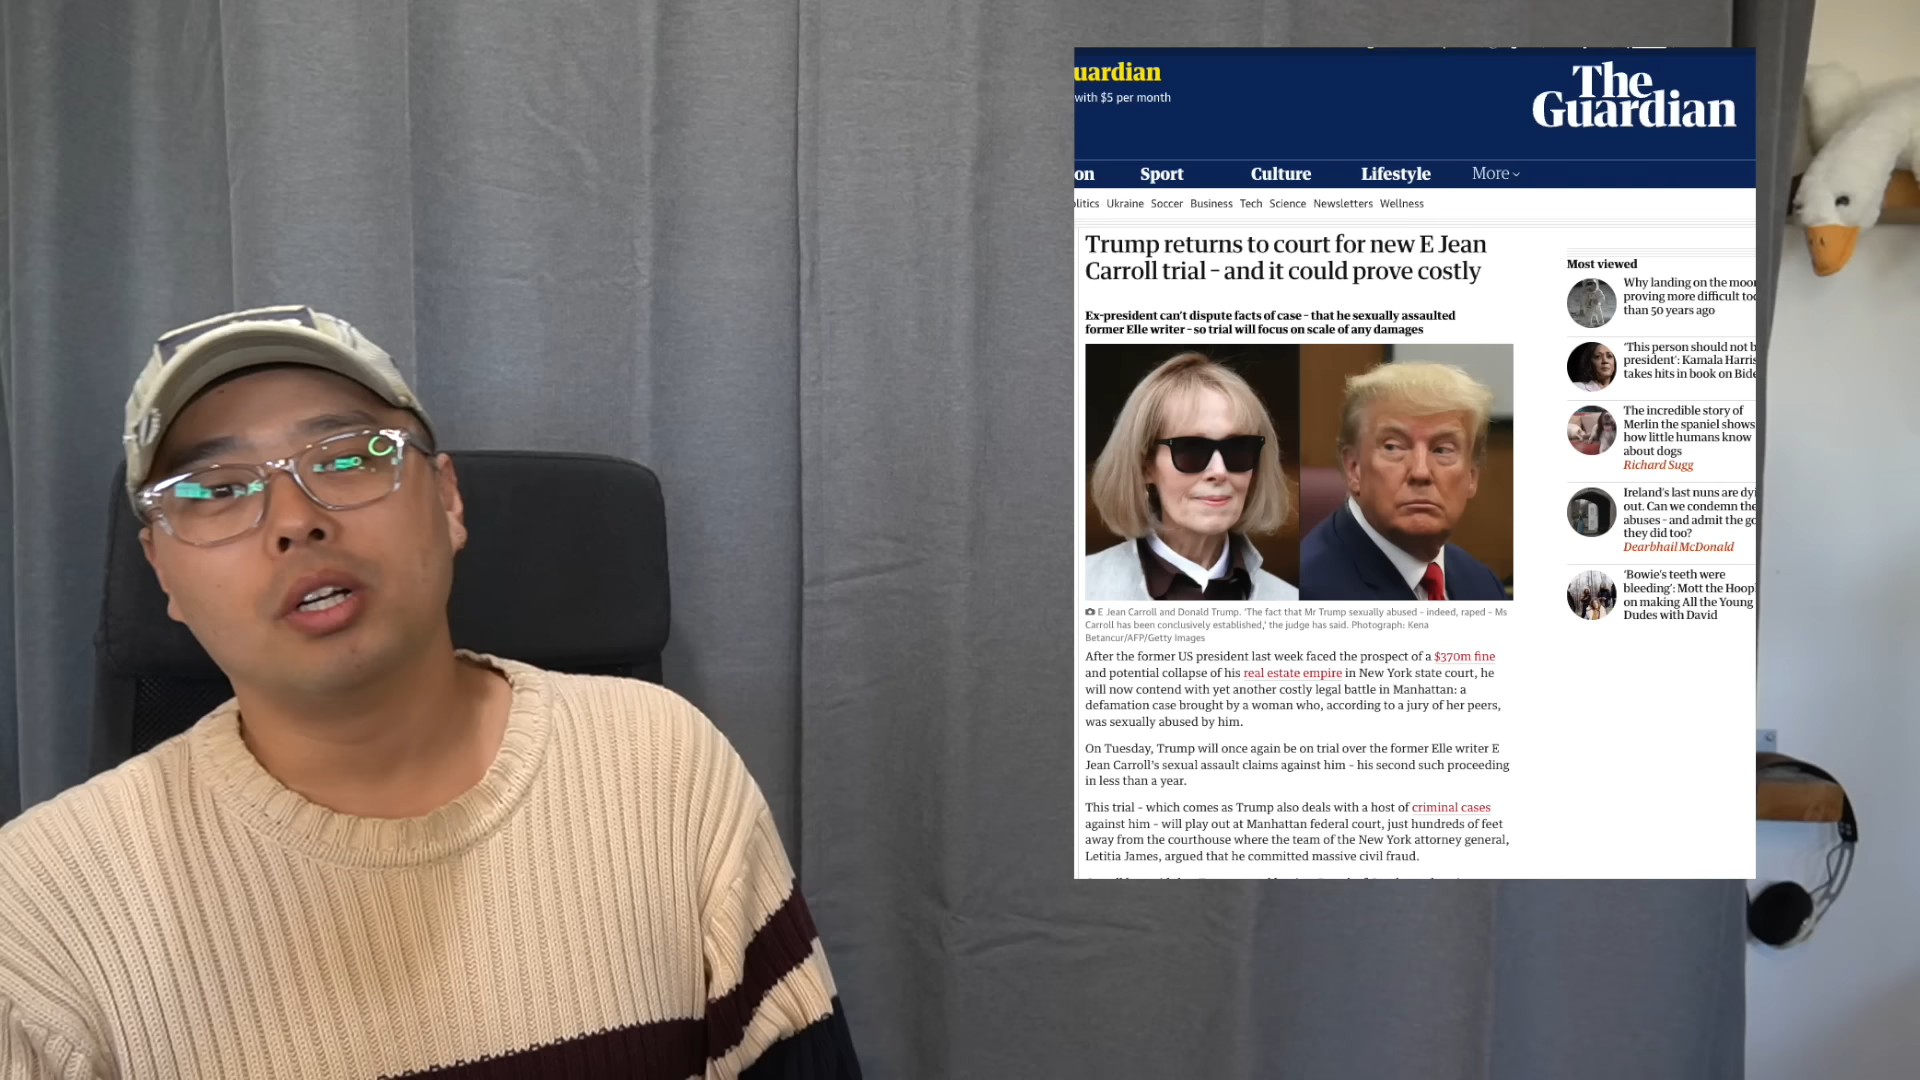 uardian
with $5 per month
The
Guardian
on Sport Culture Lifestyle More
olitics Ukraine Soccer Business Tech Science Newsletters Wellness
Trump returns to court for new E Jean
Carroll trial – and it could prove costly
Ex-president can't dispute facts of case – that he sexually assaulted
former Elle writer – so trial will focus on scale of any damages
E Jean Carroll and Donald Trump. 'The fact that Mr Trump sexually abused – indeed, raped – Ms
Carroll has been conclusively established,' the judge has said. Photograph: Kena
Betancur/AFP/Getty Images
After the former US president last week faced the prospect of a $370m fine
and potential collapse of his real estate empire in New York state court, he
will now contend with yet another costly legal battle in Manhattan: a
defamation case brought by a woman who, according to a jury of her peers,
was sexually abused by him.
On Tuesday, Trump will once again be on trial over the former Elle writer E
Jean Carroll's sexual assault claims against him – his second such proceeding
in less than a year.
This trial – which comes as Trump also deals with a host of criminal cases
against him – will play out at Manhattan federal court, just hundreds of feet
away from the courthouse where the team of the New York attorney general,
Letitia James, argued that he committed massive civil fraud.
Most viewed
Why landing on the moon
proving more difficult to
than 50 years ago
'This person should not b
president': Kamala Harris
takes hits in book on Bide
The incredible story of
Merlin the spaniel shows
how little humans know
about dogs
Richard Sugg
Ireland's last nuns are dyi
out. Can we condemn the
abuses – and admit the go
they did too?
Dearbhail McDonald
'Bowie's teeth were
bleeding': Mott the Hoop
on making All the Young
Dudes with David